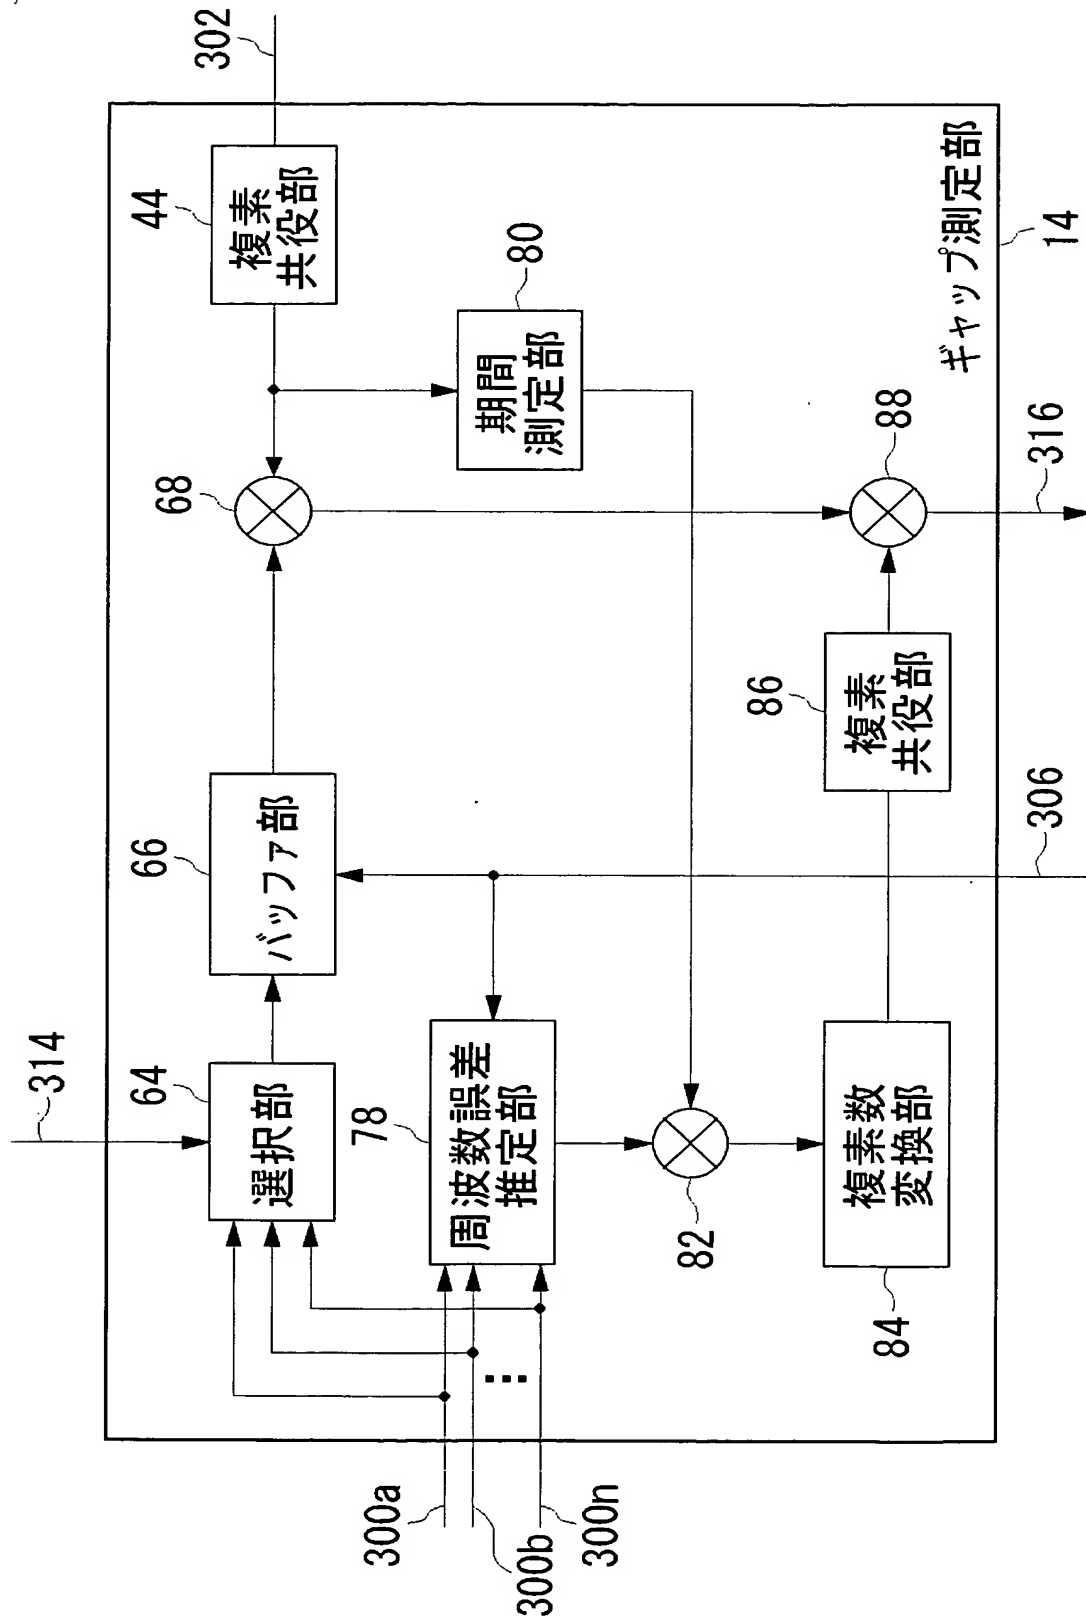 314
64
選択部
66
バッファ部
68
44
複素
共役部
302
300a
300b
300n
78
周波数誤差
推定部
80
期間
測定部
82
84
複素数
変換部
86
複素
共役部
88
306
316
ギャップ測定部
14